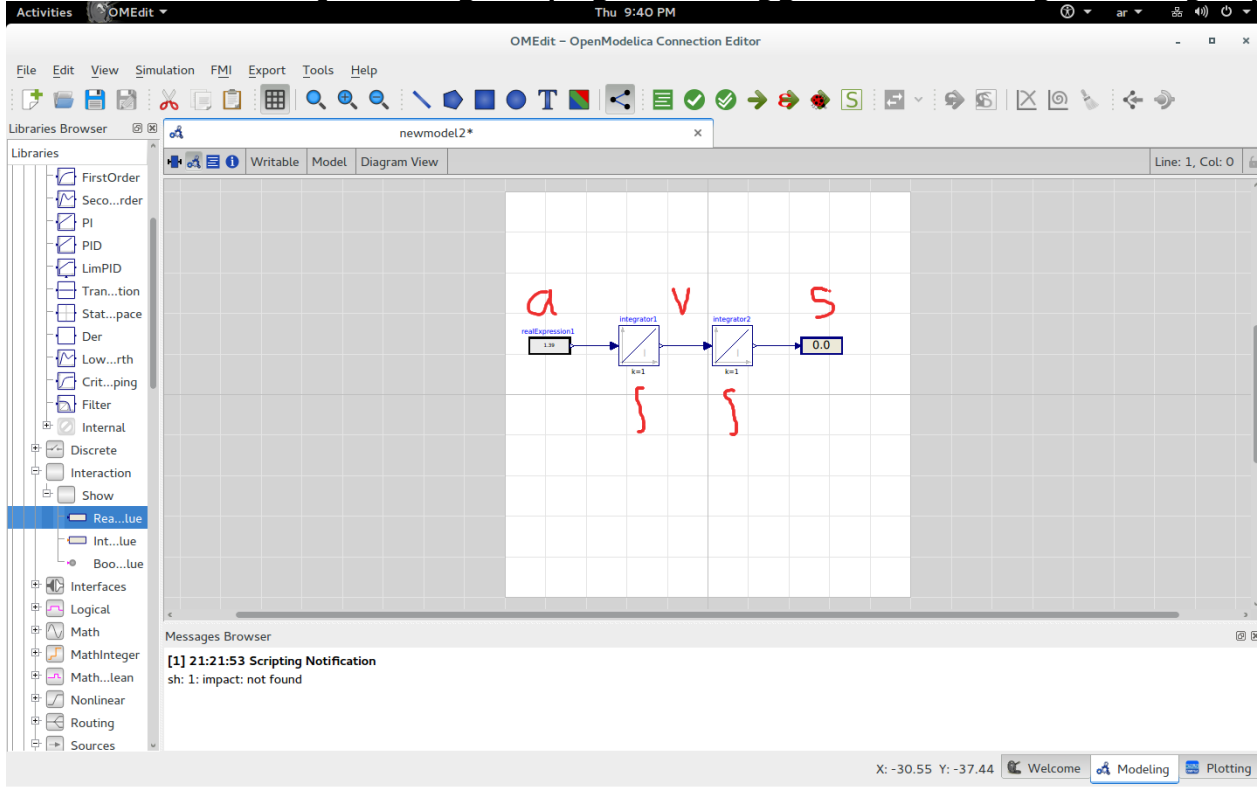 Activities OMEdit Thu 9:40 PM ar
OMEdit – OpenModelica Connection Editor
File Edit View Simulation FMI Export Tools Help
T S
Libraries Browser
newmodel2*
Libraries
Writable Model Diagram View Line: 1, Col: 0
FirstOrder
Seco...rder
PI
PID
LimPID
Tran...tion
Stat...pace
Der
Low...rth
Crit...ping
Filter
Internal
Discrete
Interaction
Show
Rea...lue
Int...lue
Boo...lue
Interfaces
Logical
Math
MathInteger
Math...lean
Nonlinear
Routing
Sources
a v S
realExpression1 integrator1 integrator2
1.39 I I 0.0
k=1 k=1
∫ ∫
Messages Browser
[1] 21:21:53 Scripting Notification
sh: 1: impact: not found
X: -30.55 Y: -37.44 Welcome Modeling Plotting